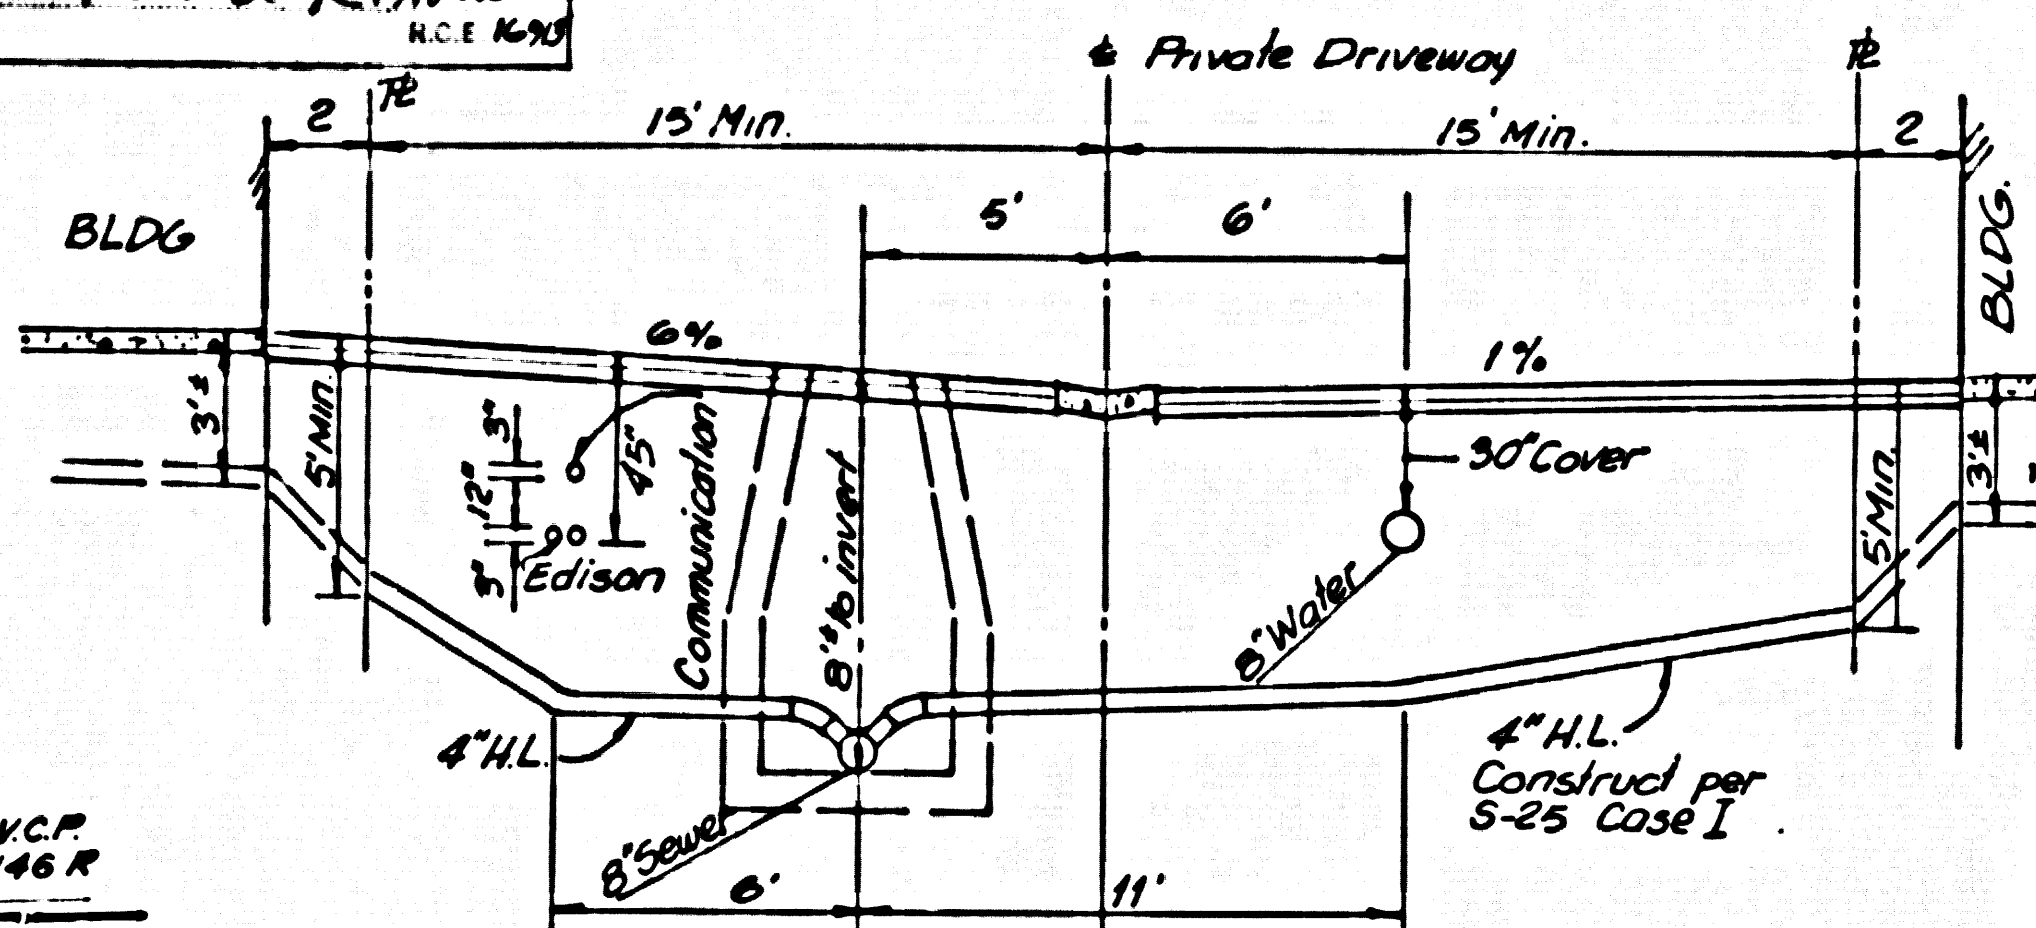 R.C.E 16915
℄ Private Driveway
PL
PL
2
15' Min.
15' Min.
2
5'
6'
BLDG
BLDG.
6%
1%
3'±
5' Min.
3"
12"
3"
45"
Edison
Communication
8'± to invert
30" Cover
8" Water
5' Min.
3'±
4" H.L.
4" H.L.
Construct per
S-25 Case I
8" Sewer
V.C.P.
146 R
11'